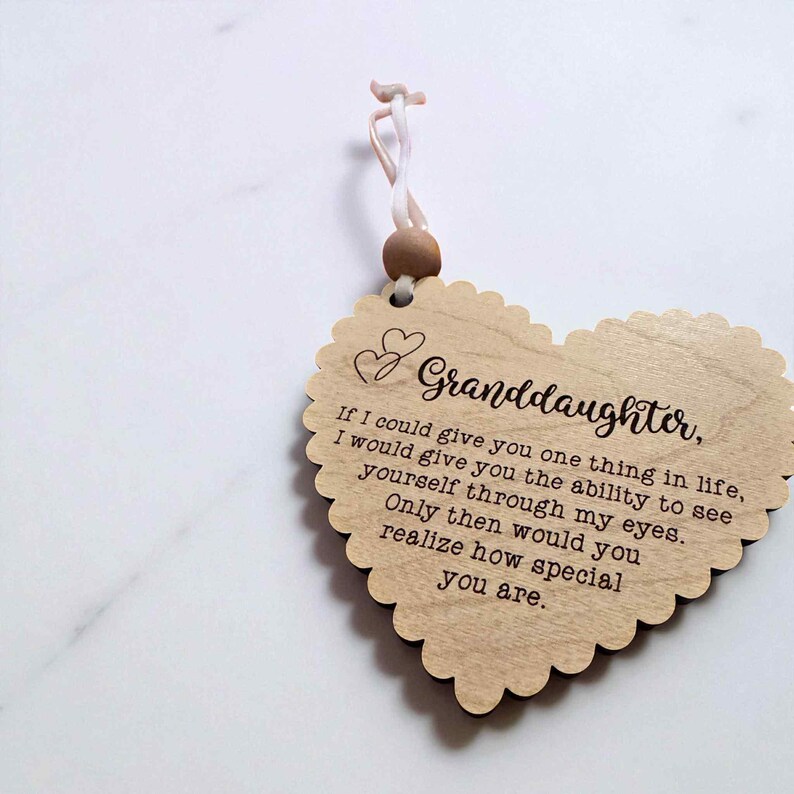 Granddaughter,
If I could give you one thing in life,
I would give you the ability to see
yourself through my eyes.
Only then would you
realize how special
you are.